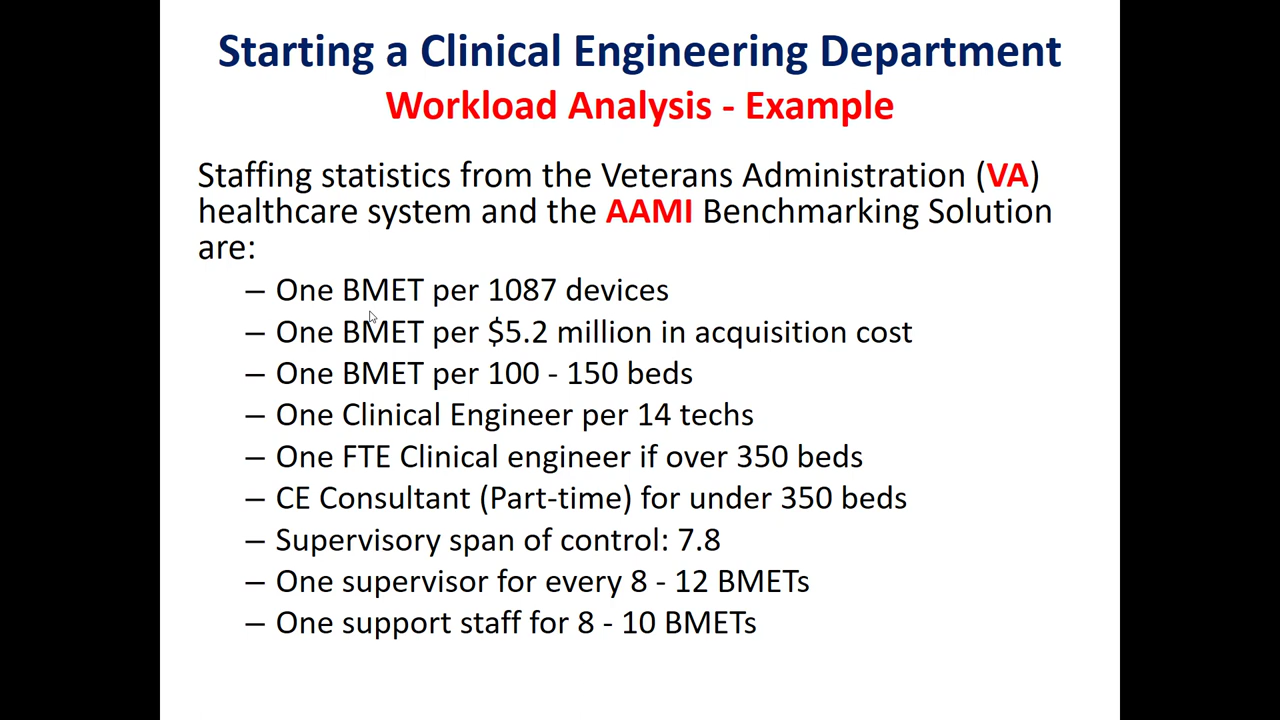 Starting a Clinical Engineering Department
Workload Analysis - Example
Staffing statistics from the Veterans Administration (VA)
healthcare system and the AAMI Benchmarking Solution
are:
– One BMET per 1087 devices
– One BMET per $5.2 million in acquisition cost
– One BMET per 100 - 150 beds
– One Clinical Engineer per 14 techs
– One FTE Clinical engineer if over 350 beds
– CE Consultant (Part-time) for under 350 beds
– Supervisory span of control: 7.8
– One supervisor for every 8 - 12 BMETs
– One support staff for 8 - 10 BMETs